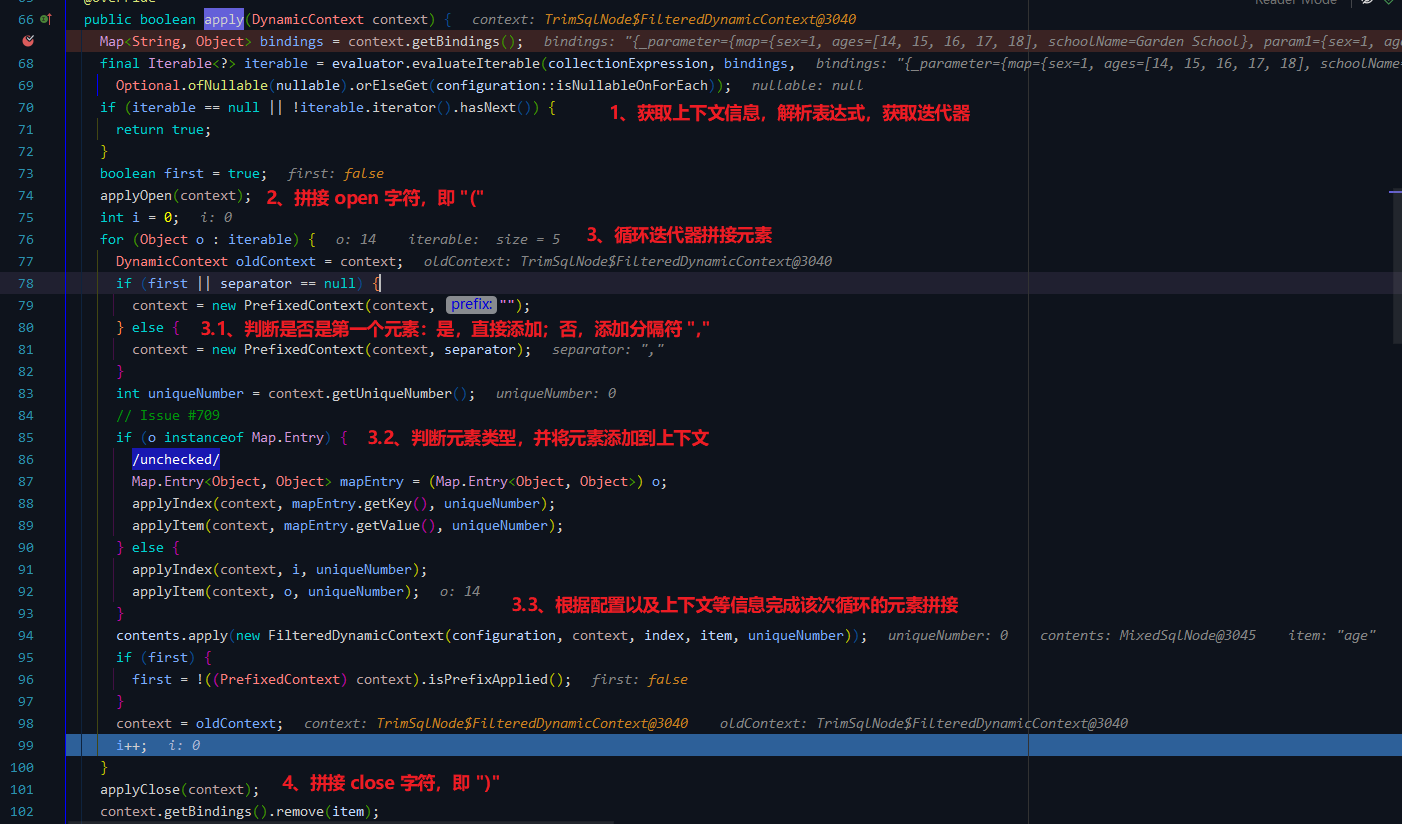 65 @Override
66 public boolean apply(DynamicContext context) { context: TrimSqlNode$FilteredDynamicContext@3040
Reader Mode
Map<String, Object> bindings = context.getBindings(); bindings: "{_parameter={map={sex=1, ages=[14, 15, 16, 17, 18], schoolName=Garden School}, param1={sex=1, age
68 final Iterable<?> iterable = evaluator.evaluateIterable(collectionExpression, bindings, bindings: "{_parameter={map={sex=1, ages=[14, 15, 16, 17, 18], schoolName=
69 Optional.ofNullable(nullable).orElseGet(configuration::isNullableOnForEach)); nullable: null
70 if (iterable == null || !iterable.iterator().hasNext()) { 1、获取上下文信息，解析表达式，获取迭代器
71 return true;
72 }
73 boolean first = true; first: false
74 applyOpen(context); 2、拼接 open 字符，即 "("
75 int i = 0; i: 0
76 for (Object o : iterable) { o: 14 iterable: size = 5 3、循环迭代器拼接元素
77 DynamicContext oldContext = context; oldContext: TrimSqlNode$FilteredDynamicContext@3040
78 if (first || separator == null) {
79 context = new PrefixedContext(context, prefix: "");
80 } else { 3.1、判断是否是第一个元素：是，直接添加；否，添加分隔符 ","
81 context = new PrefixedContext(context, separator); separator: ","
82 }
83 int uniqueNumber = context.getUniqueNumber(); uniqueNumber: 0
84 // Issue #709
85 if (o instanceof Map.Entry) { 3.2、判断元素类型，并将元素添加到上下文
86 /unchecked/
87 Map.Entry<Object, Object> mapEntry = (Map.Entry<Object, Object>) o;
88 applyIndex(context, mapEntry.getKey(), uniqueNumber);
89 applyItem(context, mapEntry.getValue(), uniqueNumber);
90 } else {
91 applyIndex(context, i, uniqueNumber);
92 applyItem(context, o, uniqueNumber); o: 14
93 } 3.3、根据配置以及上下文等信息完成该次循环的元素拼接
94 contents.apply(new FilteredDynamicContext(configuration, context, index, item, uniqueNumber)); uniqueNumber: 0 contents: MixedSqlNode@3045 item: "age"
95 if (first) {
96 first = !((PrefixedContext) context).isPrefixApplied(); first: false
97 }
98 context = oldContext; context: TrimSqlNode$FilteredDynamicContext@3040 oldContext: TrimSqlNode$FilteredDynamicContext@3040
99 i++; i: 0
100 }
101 applyClose(context); 4、拼接 close 字符，即 ")"
102 context.getBindings().remove(item);